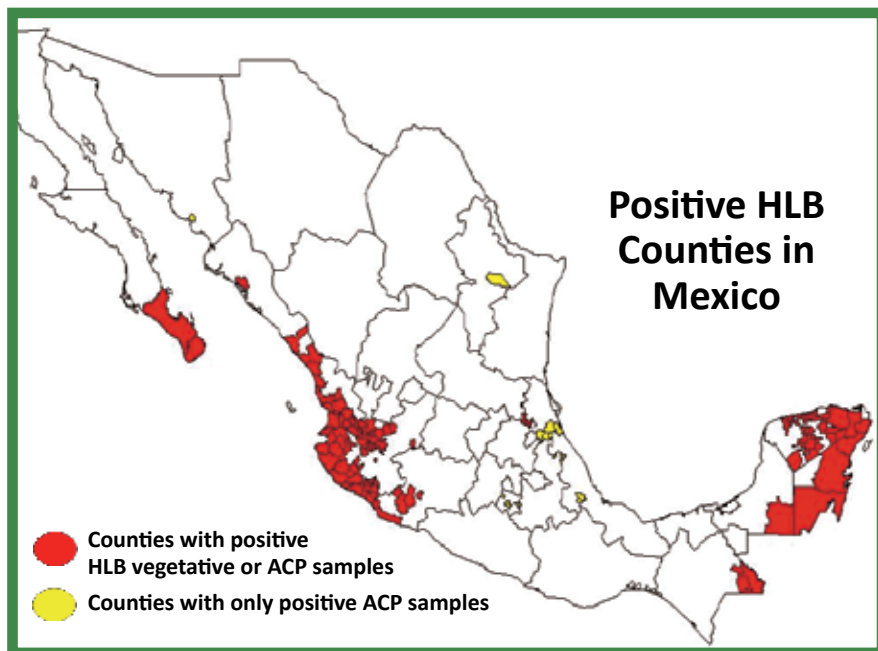 Positive HLB
Counties in
Mexico
Counties with positive
HLB vegetative or ACP samples
Counties with only positive ACP samples